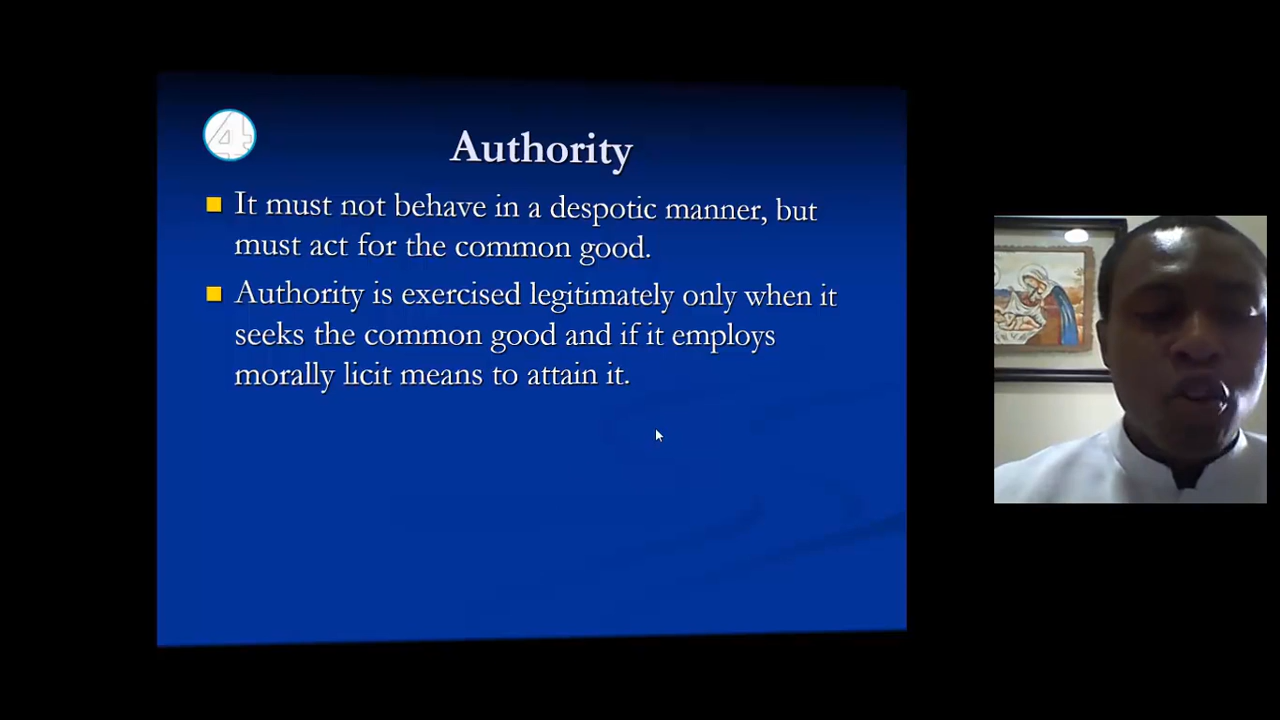 4
Authority
It must not behave in a despotic manner, but
must act for the common good.
Authority is exercised legitimately only when it
seeks the common good and if it employs
morally licit means to attain it.